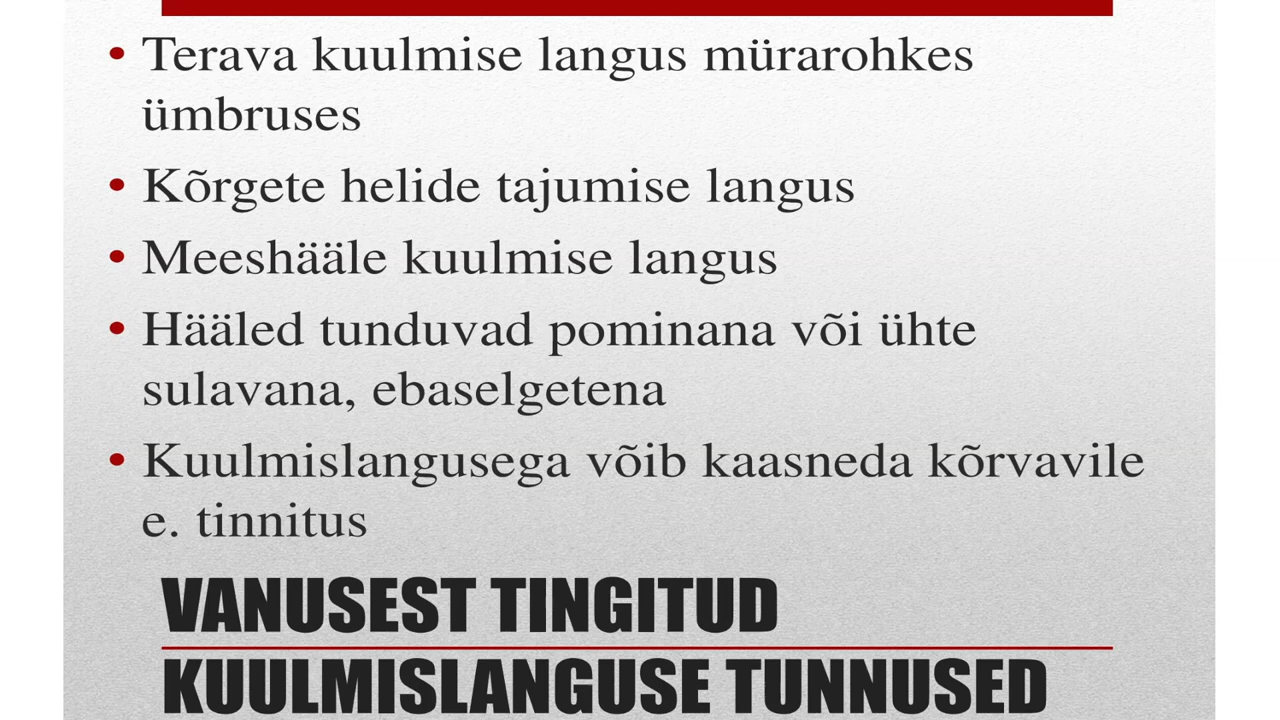 • Terava kuulmise langus mürarohkes
ümbruses
• Kõrgete helide tajumise langus
• Meeshääle kuulmise langus
• Hääled tunduvad pominana või ühte
sulavana, ebaselgetena
• Kuulmislangusega võib kaasneda kõrvavile
e. tinnitus
VANUSEST TINGITUD
KUULMISLANGUSE TUNNUSED